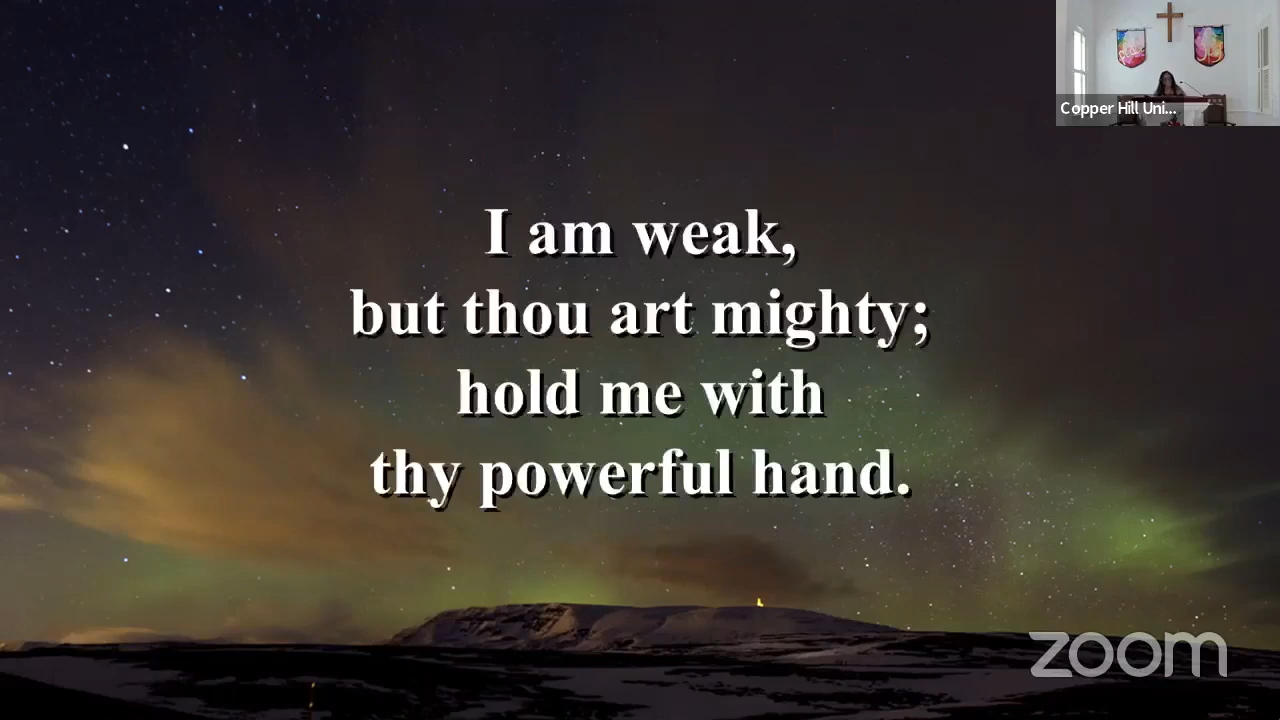 I am weak,
but thou art mighty;
hold me with
thy powerful hand.
Copper Hill Uni...
zoom